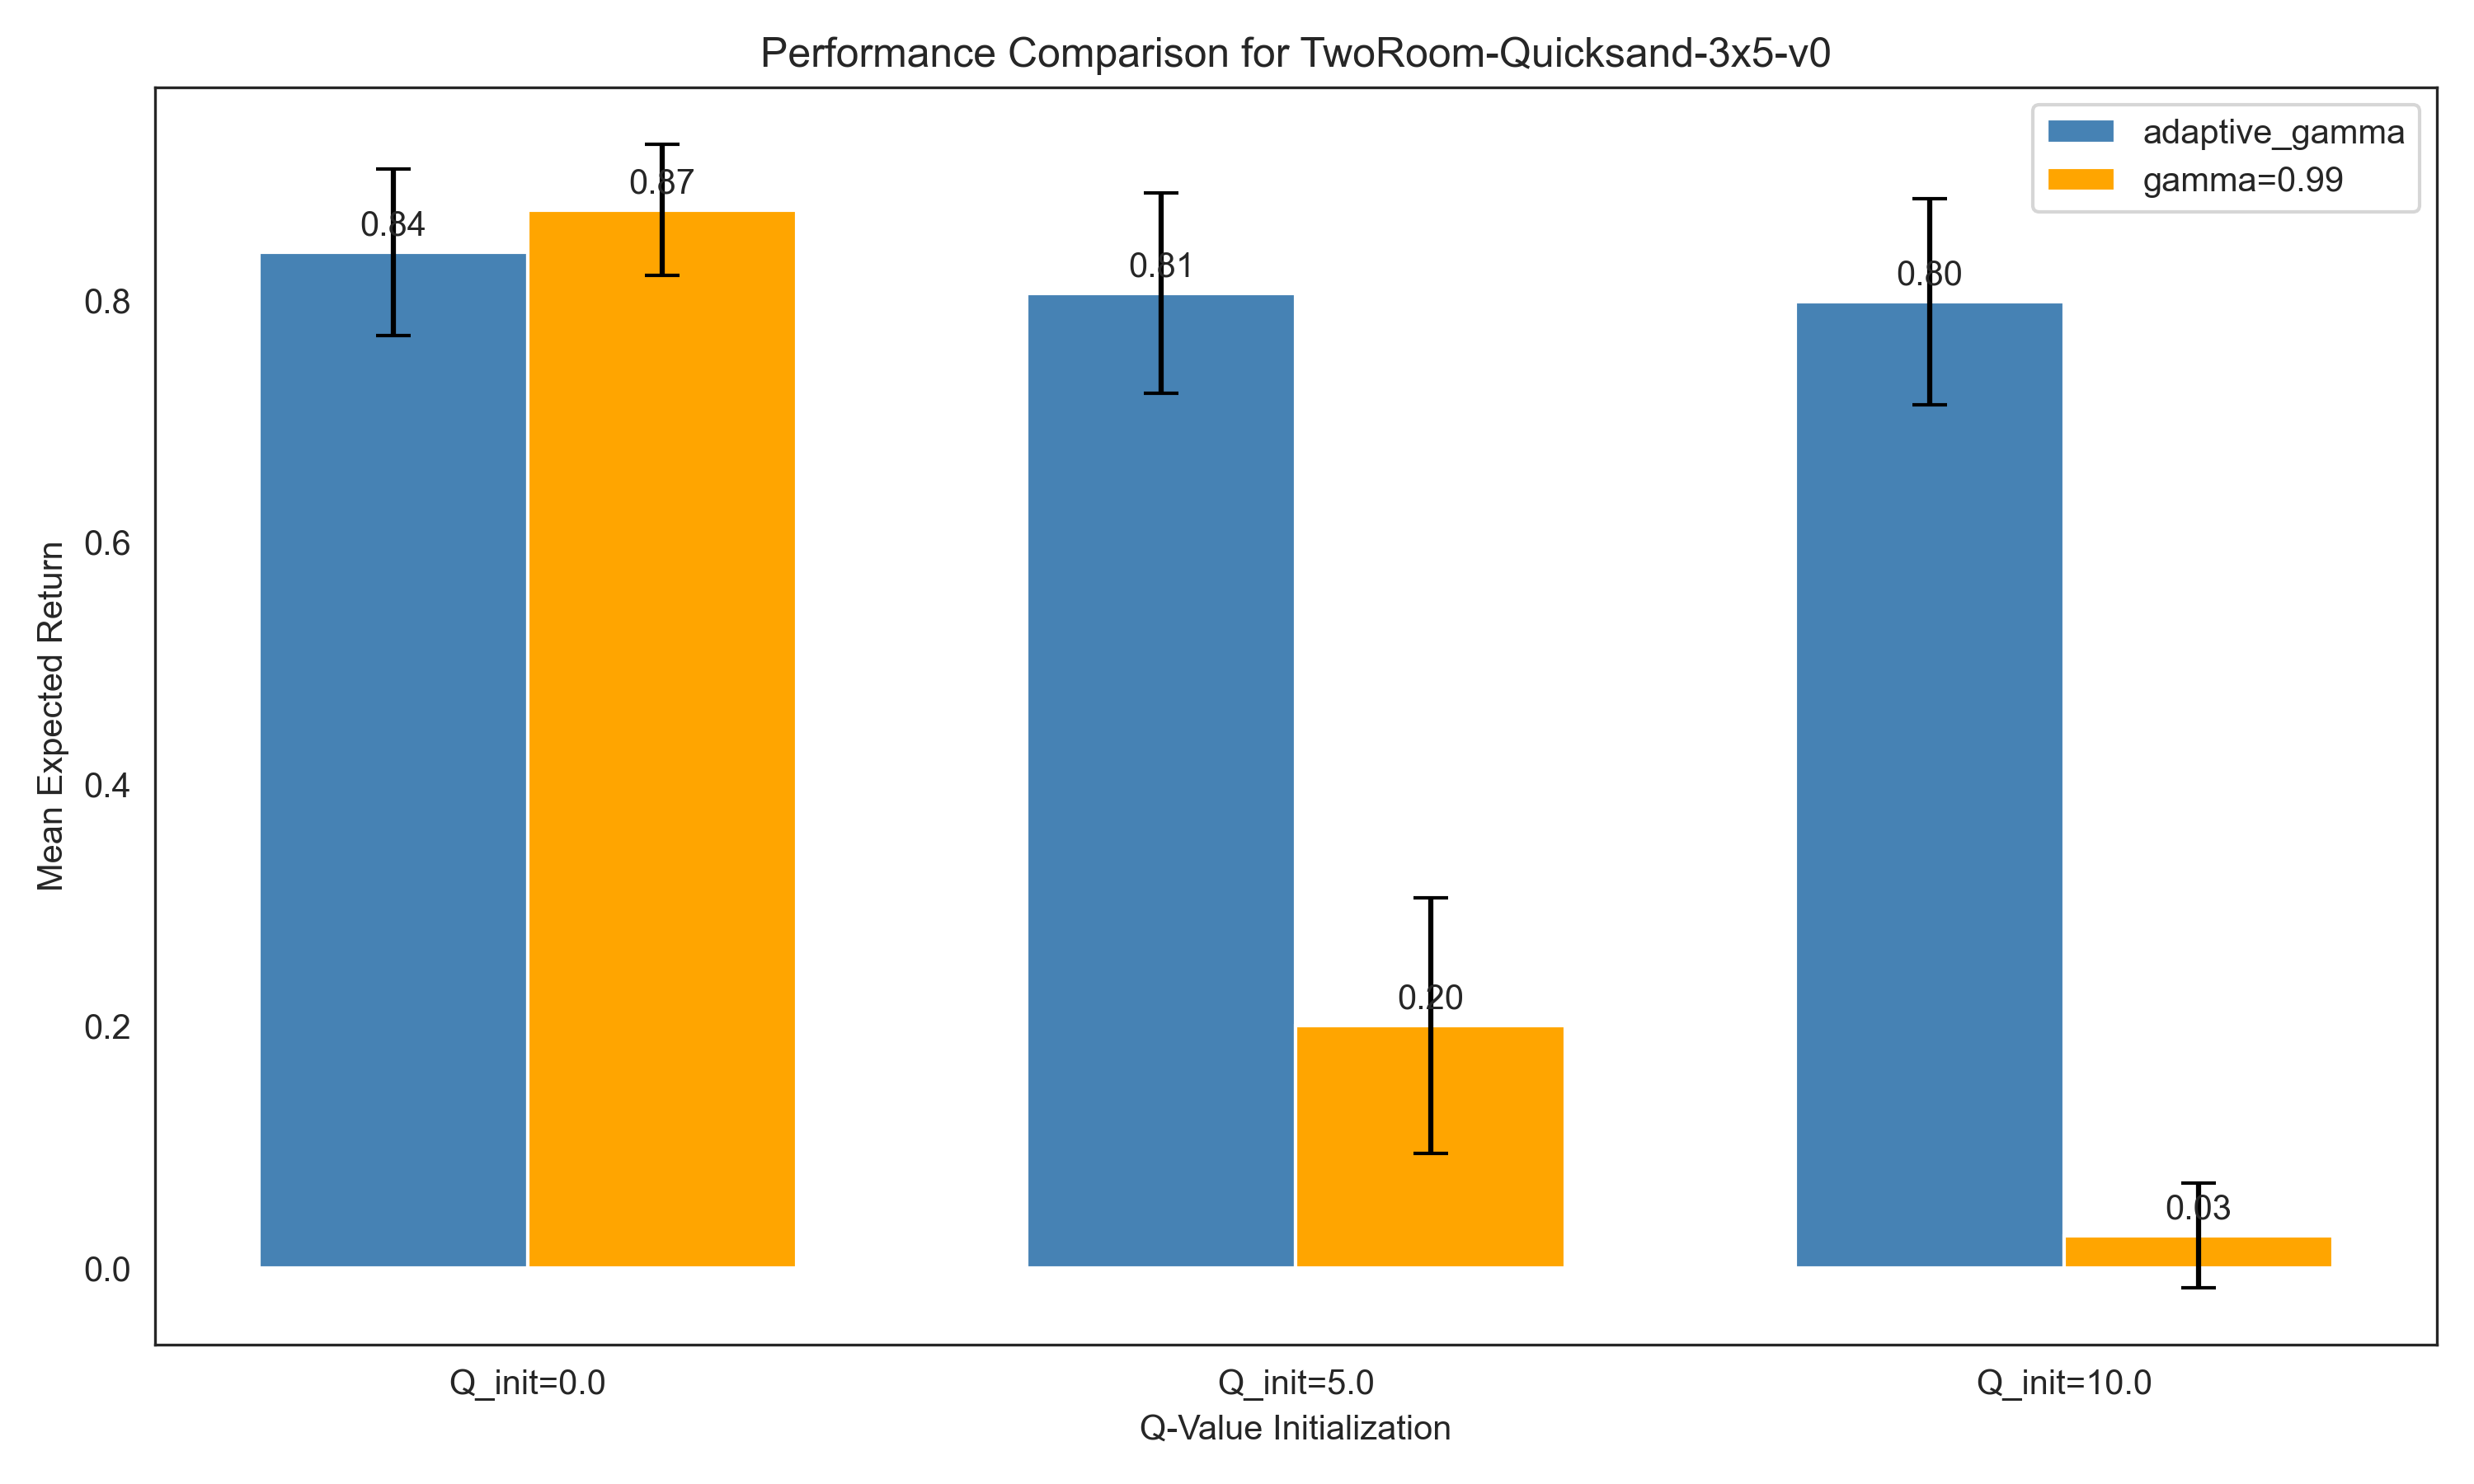 Performance Comparison for TwoRoom-Quicksand-3x5-v0
adaptive_gamma
gamma=0.99
Mean Expected Return
0.8
0.6
0.4
0.2
0.0
0.84
0.87
0.81
0.20
0.80
0.03
Q_init=0.0
Q_init=5.0
Q_init=10.0
Q-Value Initialization